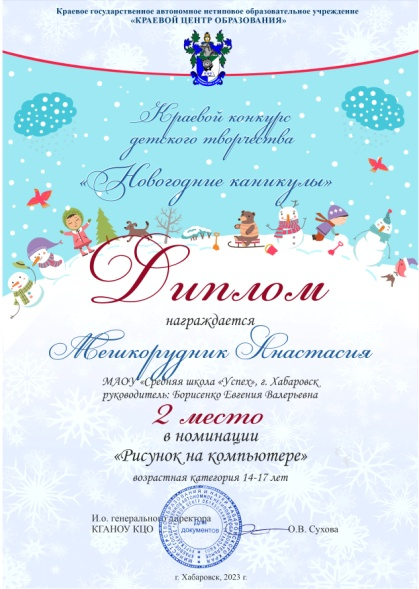 Краевое государственное автономное нетиповое образовательное учреждение
«КРАЕВОЙ ЦЕНТР ОБРАЗОВАНИЯ»
Краевой конкурс
детского творчества
«Новогодние каникулы»
Диплом
награждается
Мешкорудник Анастасия
МАОУ «Средняя школа «Успех», г. Хабаровск
руководитель: Борисенко Евгения Валерьевна
2 место
в номинации
«Рисунок на компьютере»
возрастная категория 14-17 лет
И.о. генерального директора
КГАНОУ КЦО
О.В. Сухова
документов
г. Хабаровск, 2023 г.